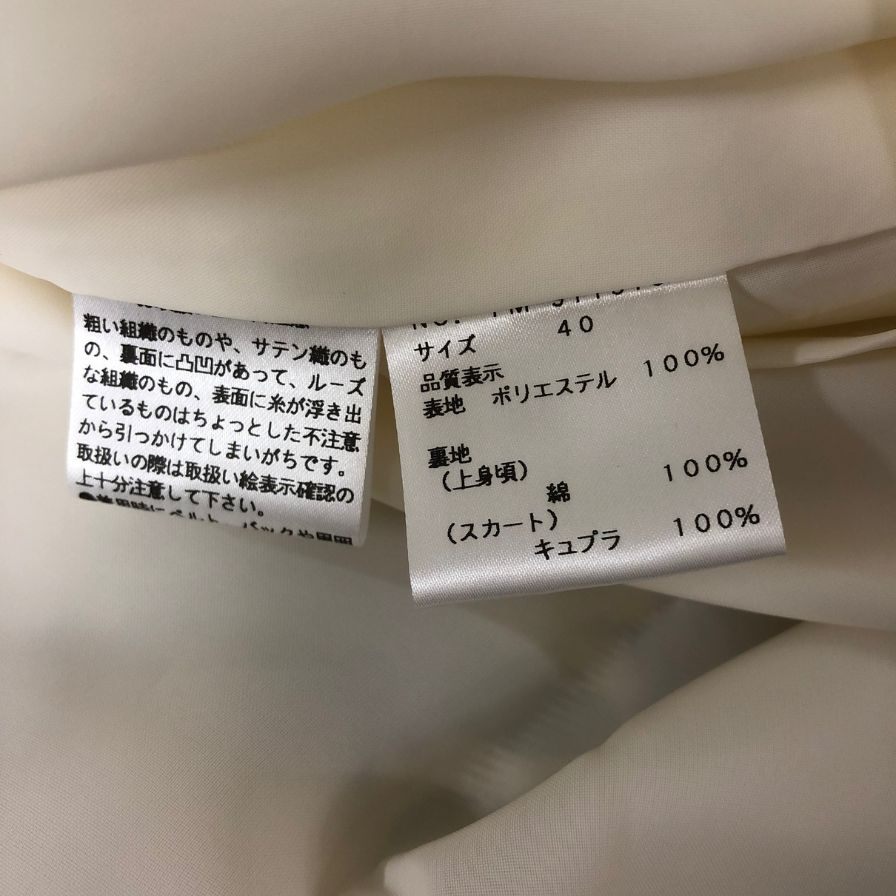 粗い組織のものや、サテン織のも
の、裏面に凸凹があって、ルーズ
な組織のもの、表面に糸が浮き出
ているものはちょっとした不注意
から引っかけてしまいがちです。
取扱いの際は取扱い絵表示確認の
上十分注意して下さい。
サイズ 40
品質表示
表地 ポリエステル 100%
裏地
(上身頃)
綿 100%
(スカート)
キュプラ 100%